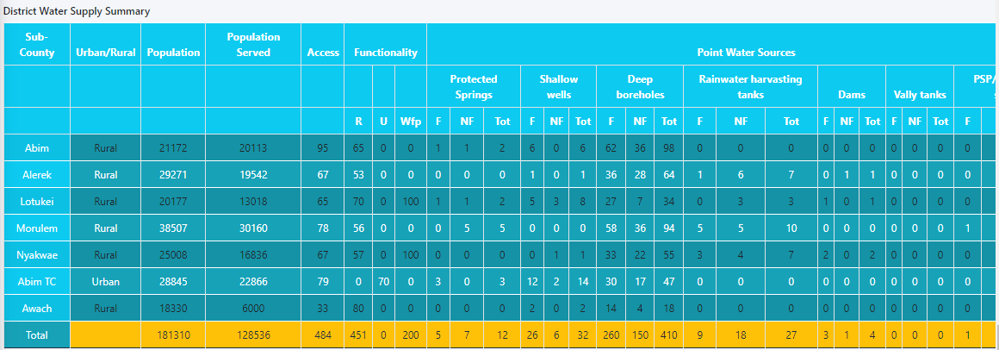 District Water Supply Summary
Sub-County Urban/Rural Population Population Served Access Functionality Point Water Sources
Protected Springs Shallow wells Deep boreholes Rainwater harvasting tanks Dams Vally tanks PSP/
R U Wfp F NF Tot F NF Tot F NF Tot F NF Tot F NF Tot F NF Tot F
Abim Rural 21172 20113 95 65 0 0 1 1 2 6 0 6 62 36 98 0 0 0 0 0 0 0 0 0 0
Alerek Rural 29271 19542 67 53 0 0 0 0 0 1 0 1 36 28 64 1 6 7 0 1 1 0 0 0 0
Lotukei Rural 20177 13018 65 70 0 100 1 1 2 5 3 8 27 7 34 0 3 3 1 0 1 0 0 0 0
Morulem Rural 38507 30160 78 56 0 0 0 5 5 0 0 0 58 36 94 5 5 10 0 0 0 0 0 0 1
Nyakwae Rural 25008 16836 67 57 0 100 0 0 0 0 1 1 33 22 55 3 4 7 2 0 2 0 0 0 0
Abim TC Urban 28845 22866 79 0 70 0 3 0 3 12 2 14 30 17 47 0 0 0 0 0 0 0 0 0 0
Awach Rural 18330 6000 33 80 0 0 0 0 0 2 0 2 14 4 18 0 0 0 0 0 0 0 0 0 0
Total 181310 128536 484 451 0 200 5 7 12 26 6 32 260 150 410 9 18 27 3 1 4 0 0 0 1